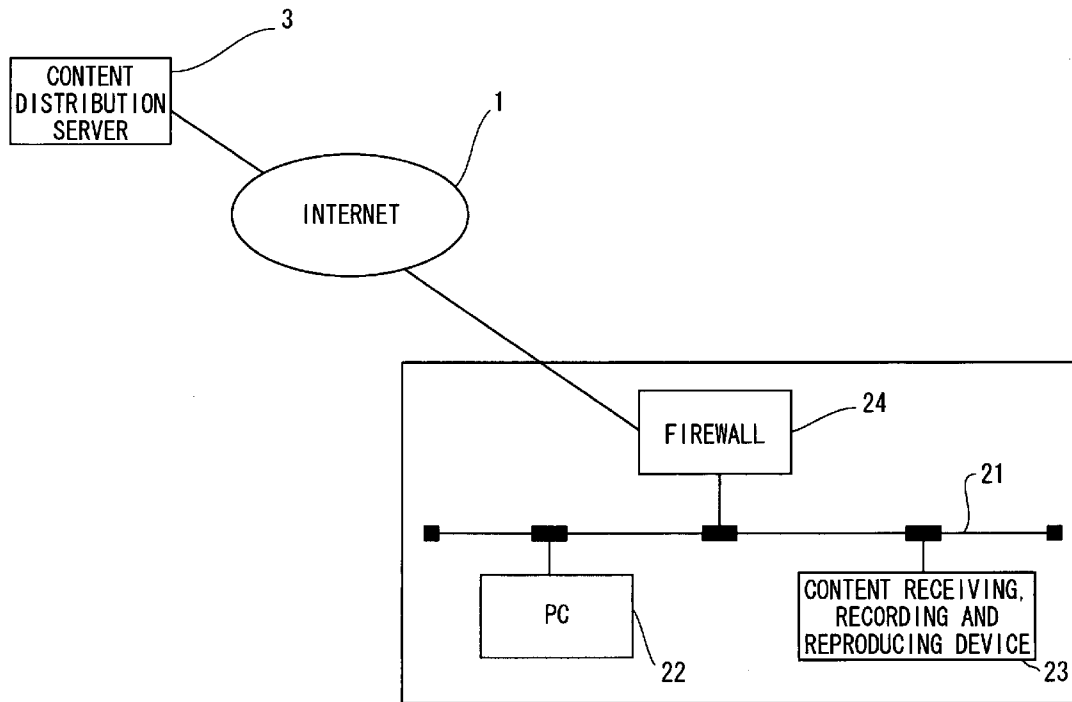 3
CONTENT
DISTRIBUTION
SERVER
1
INTERNET
24
FIREWALL
21
PC
22
CONTENT RECEIVING,
RECORDING AND
REPRODUCING DEVICE
23